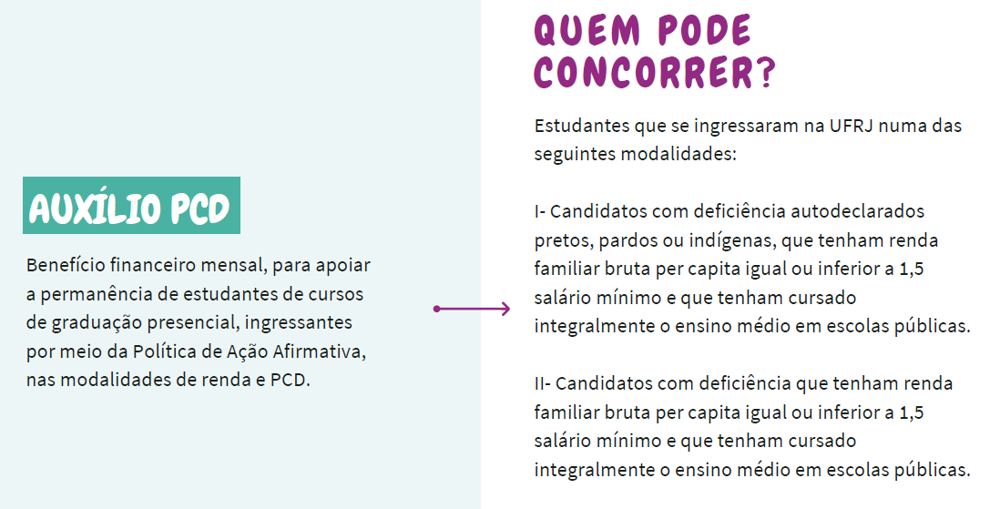 AUXÍLIO PCD
Benefício financeiro mensal, para apoiar
a permanência de estudantes de cursos
de graduação presencial, ingressantes
por meio da Política de Ação Afirmativa,
nas modalidades de renda e PCD.
QUEM PODE
CONCORRER?
Estudantes que se ingressaram na UFRJ numa das
seguintes modalidades:
I- Candidatos com deficiência autodeclarados
pretos, pardos ou indígenas, que tenham renda
familiar bruta per capita igual ou inferior a 1,5
salário mínimo e que tenham cursado
integralmente o ensino médio em escolas públicas.
II- Candidatos com deficiência que tenham renda
familiar bruta per capita igual ou inferior a 1,5
salário mínimo e que tenham cursado
integralmente o ensino médio em escolas públicas.